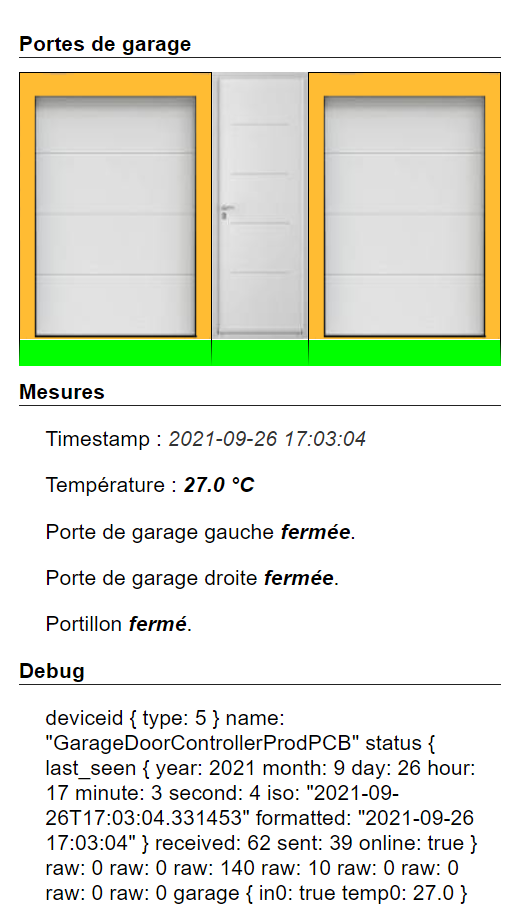 Portes de garage
Mesures
Timestamp : 2021-09-26 17:03:04
Température : 27.0 °C
Porte de garage gauche fermée.
Porte de garage droite fermée.
Portillon fermé.
Debug
deviceid { type: 5 } name:
"GarageDoorControllerProdPCB" status {
last_seen { year: 2021 month: 9 day: 26 hour:
17 minute: 3 second: 4 iso: "2021-09-
26T17:03:04.331453" formatted: "2021-09-26
17:03:04" } received: 62 sent: 39 online: true }
raw: 0 raw: 0 raw: 140 raw: 10 raw: 0 raw: 0
raw: 0 raw: 0 garage { in0: true temp0: 27.0 }